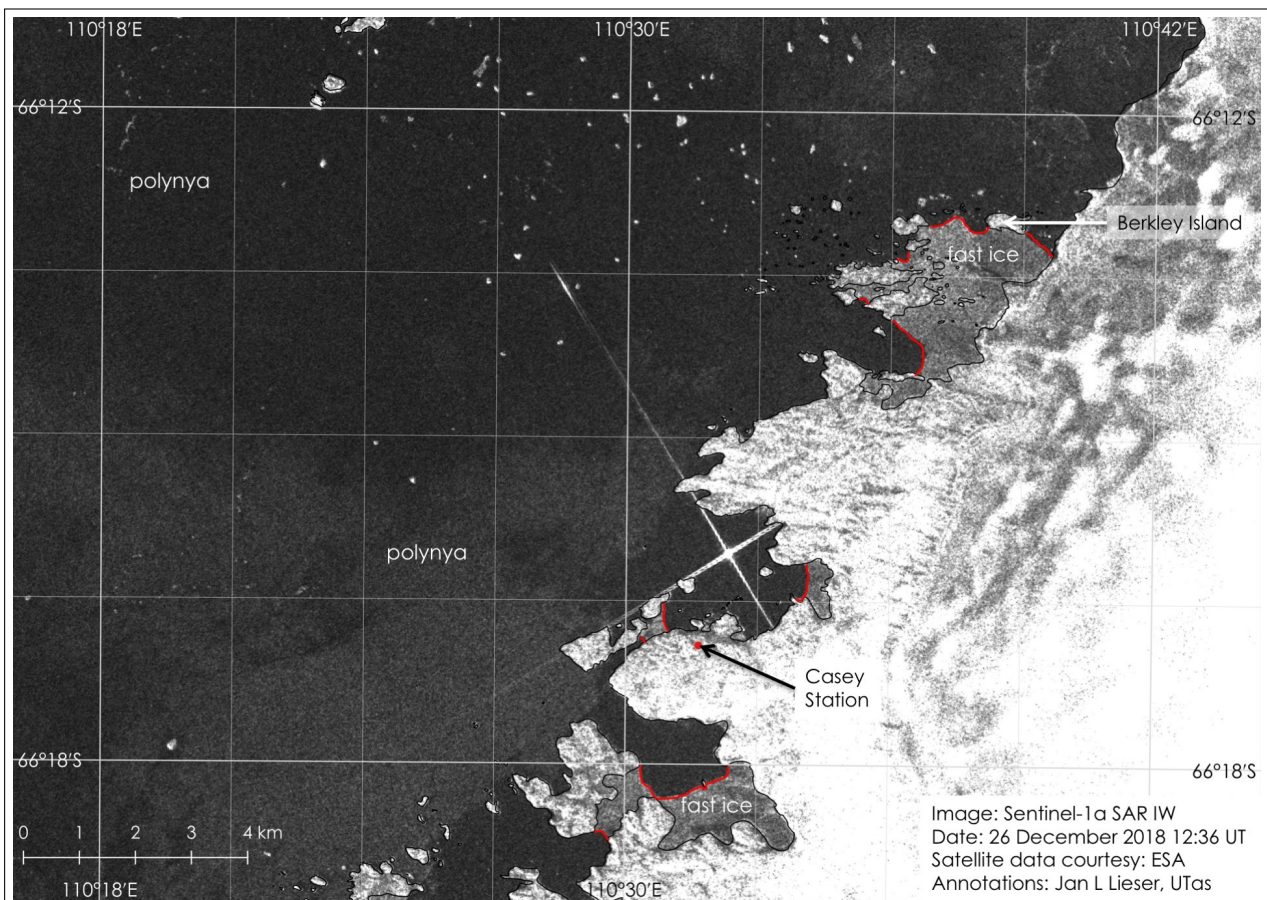 110°18′E
110°30′E
110°42′E
66°12′S
66°12′S
polynya
Berkley Island
fast ice
polynya
Casey
Station
66°18′S
66°18′S
fast ice
0 1 2 3 4 km
Image: Sentinel-1a SAR IW
Date: 26 December 2018 12:36 UT
Satellite data courtesy: ESA
Annotations: Jan L Lieser, UTas
110°18′E
110°30′E